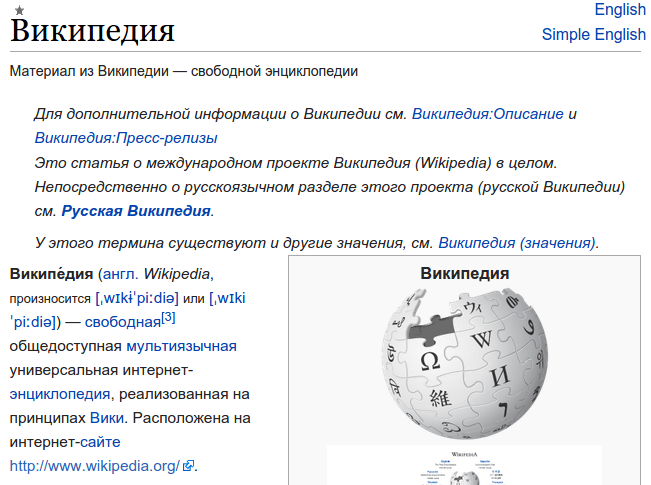 English
Википедия
Simple English
Материал из Википедии — свободной энциклопедии
Для дополнительной информации о Википедии см. Википедия:Описание и
Википедия:Пресс-релизы
Это статья о международном проекте Википедия (Wikipedia) в целом.
Непосредственно о русскоязычном разделе этого проекта (русской Википедии)
см. Русская Википедия.
У этого термина существуют и другие значения, см. Википедия (значения).
Википе́дия (англ. Wikipedia,
произносится [ˌwɪkɨˈpiːdiə] или [ˌwɪki
ˈpiːdiə]) — свободная[3]
общедоступная мультиязычная
универсальная интернет-
энциклопедия, реализованная на
принципах Вики. Расположена на
интернет-сайте
http://www.wikipedia.org/.
Википедия
Ω W
維 И
WIKIPEDIA